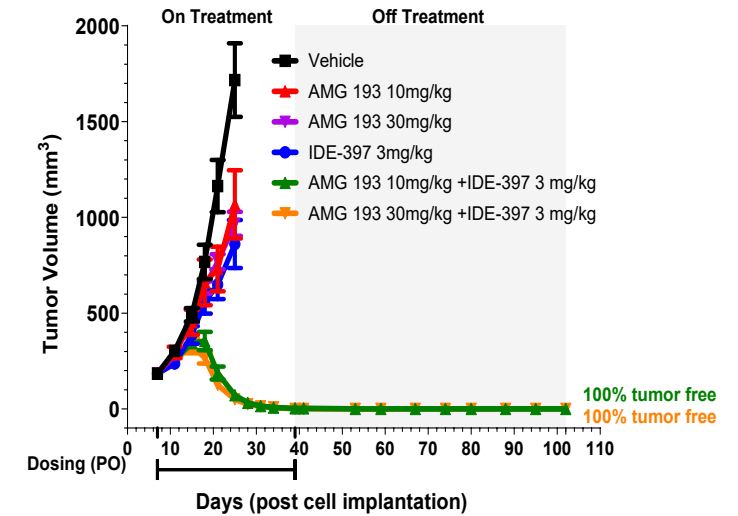 On Treatment Off Treatment
2000
1500
1000
500
0
Tumor Volume (mm³)
Vehicle
AMG 193 10mg/kg
AMG 193 30mg/kg
IDE-397 3mg/kg
AMG 193 10mg/kg +IDE-397 3 mg/kg
AMG 193 30mg/kg +IDE-397 3 mg/kg
100% tumor free
100% tumor free
0 10 20 30 40 50 60 70 80 90 100 110
Dosing (PO)
Days (post cell implantation)